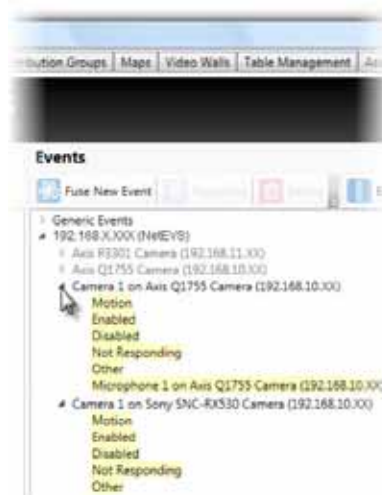 bution Groups Maps Video Walls Table Management
Events
Fuse New Event
Generic Events
192.168.X.XXX (NetEVS)
Axis P3301 Camera (192.168.11.XX)
Axis Q1755 Camera (192.168.10.XX)
Camera 1 on Axis Q1755 Camera (192.168.10.XX)
Motion
Enabled
Disabled
Not Responding
Other
Microphone 1 on Axis Q1755 Camera (192.168.10.XX
Camera 1 on Sony SNC-RX530 Camera (192.168.10.XX)
Motion
Enabled
Disabled
Not Responding
Other